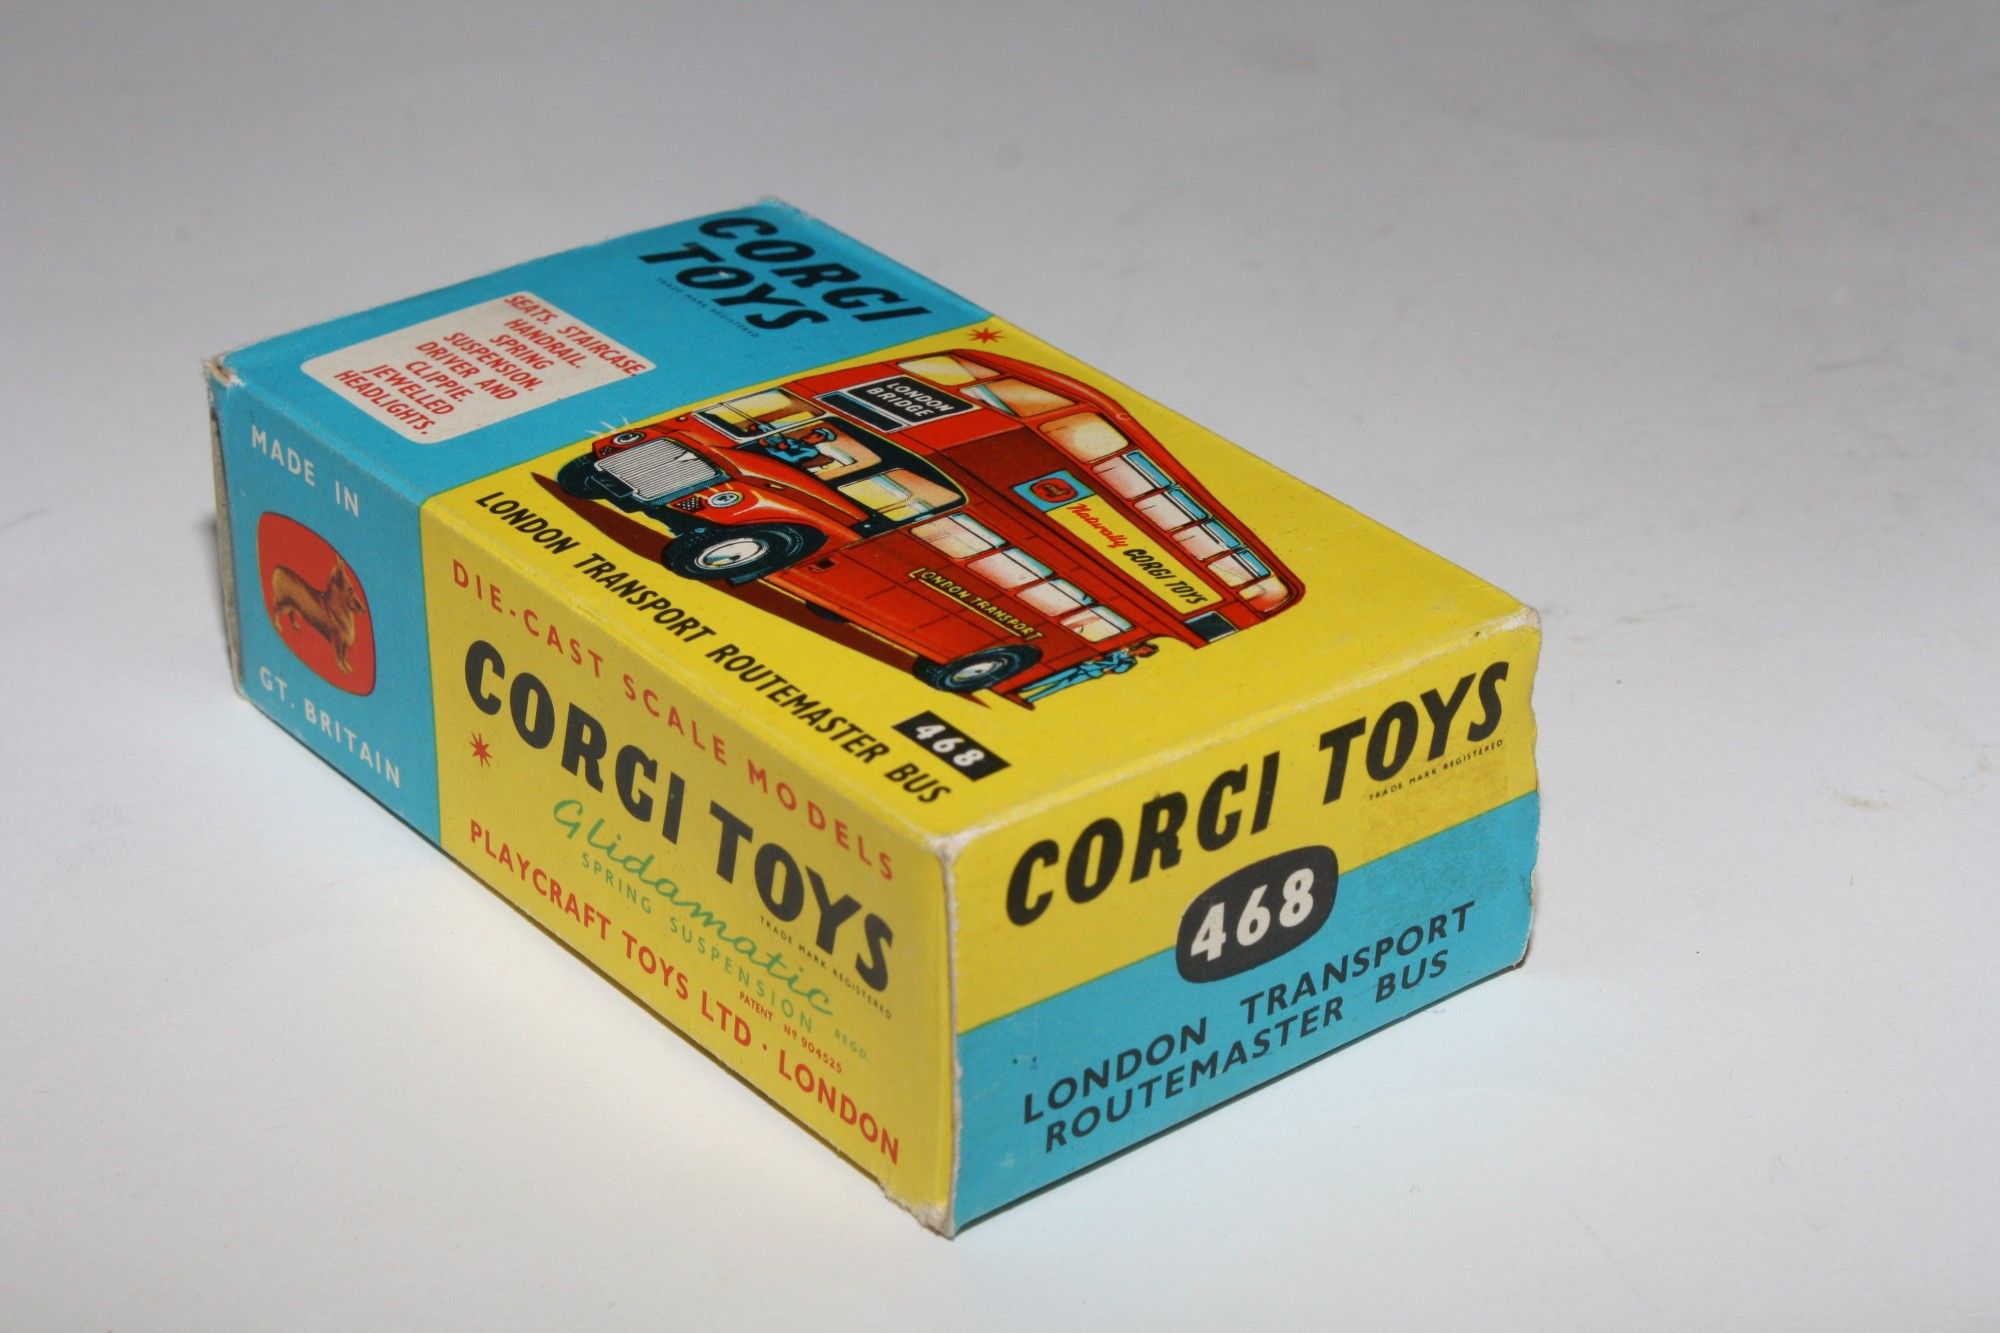 CORGI
TOYS
TRADE MARK REGISTERED
SEATS. STAIRCASE.
HANDRAIL.
SPRING
SUSPENSION.
DRIVER AND
CLIPPIE
JEWELLED
HEADLIGHTS.
LONDON
BRIDGE
Naturally CORGI TOYS
LONDON TRANSPORT
LONDON TRANSPORT ROUTEMASTER BUS
468
MADE IN
GT. BRITAIN
DIE-CAST SCALE MODELS
CORGI TOYS
TRADE MARK REGISTERED
Glidamatic
SPRING SUSPENSION REGD
PATENT Nº 904525
PLAYCRAFT TOYS LTD · LONDON
CORGI TOYS
TRADE MARK REGISTERED
468
LONDON TRANSPORT
ROUTEMASTER BUS